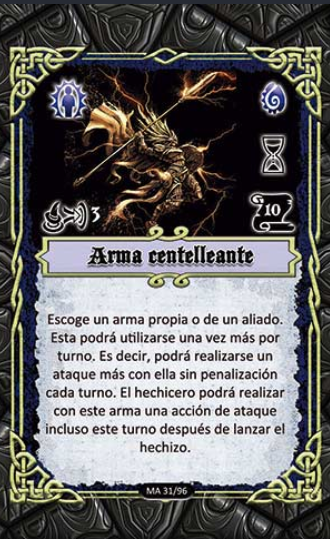 3
10
Arma centelleante
Escoge un arma propia o de un aliado.
Esta podrá utilizarse una vez más por
turno. Es decir, podrá realizarse un
ataque más con ella sin penalización
cada turno. El hechicero podrá realizar
con este arma una acción de ataque
incluso este turno después de lanzar el
hechizo.
MA 31/96